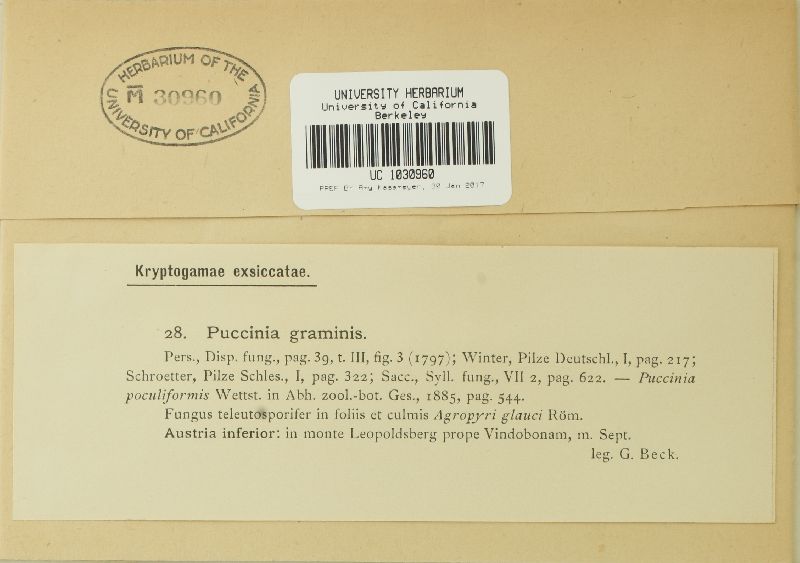 HERBARIUM OF THE
M 30960
UNIVERSITY OF CALIFORNIA
UNIVERSITY HERBARIUM
University of California
Berkeley
UC 1030960
30 Jan 2017
Kryptogamae exsiccatae.
28. Puccinia graminis.
Pers., Disp. fung., pag. 39, t. III, fig. 3 (1797); Winter, Pilze Deutschl., I, pag. 217;
Schroetter, Pilze Schles., I, pag. 322; Sacc., Syll. fung., VII 2, pag. 622. — Puccinia
poculiformis Wettst. in Abh. zool.-bot. Ges., 1885, pag. 544.
Fungus teleutosporifer in foliis et culmis Agropyri glauci Röm.
Austria inferior: in monte Leopoldsberg prope Vindobonam, m. Sept.
leg. G. Beck.